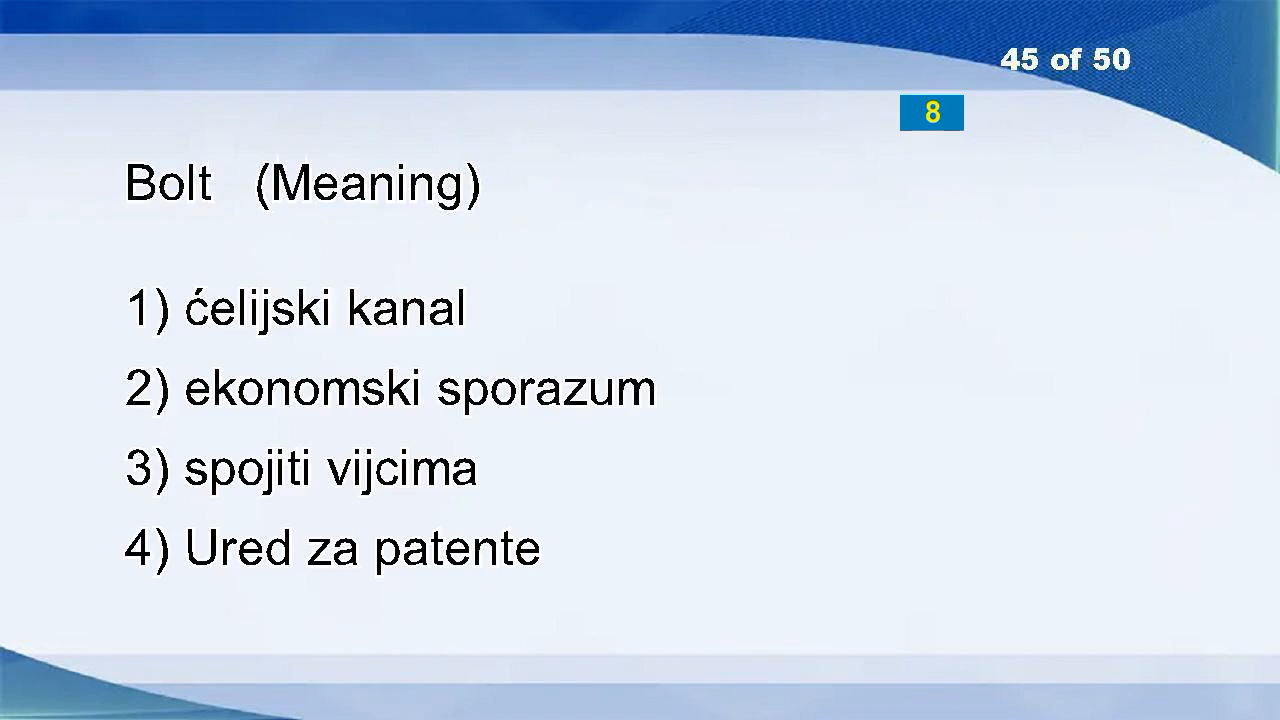 45 of 50
8
Bolt (Meaning)
1) ćelijski kanal
2) ekonomski sporazum
3) spojiti vijcima
4) Ured za patente